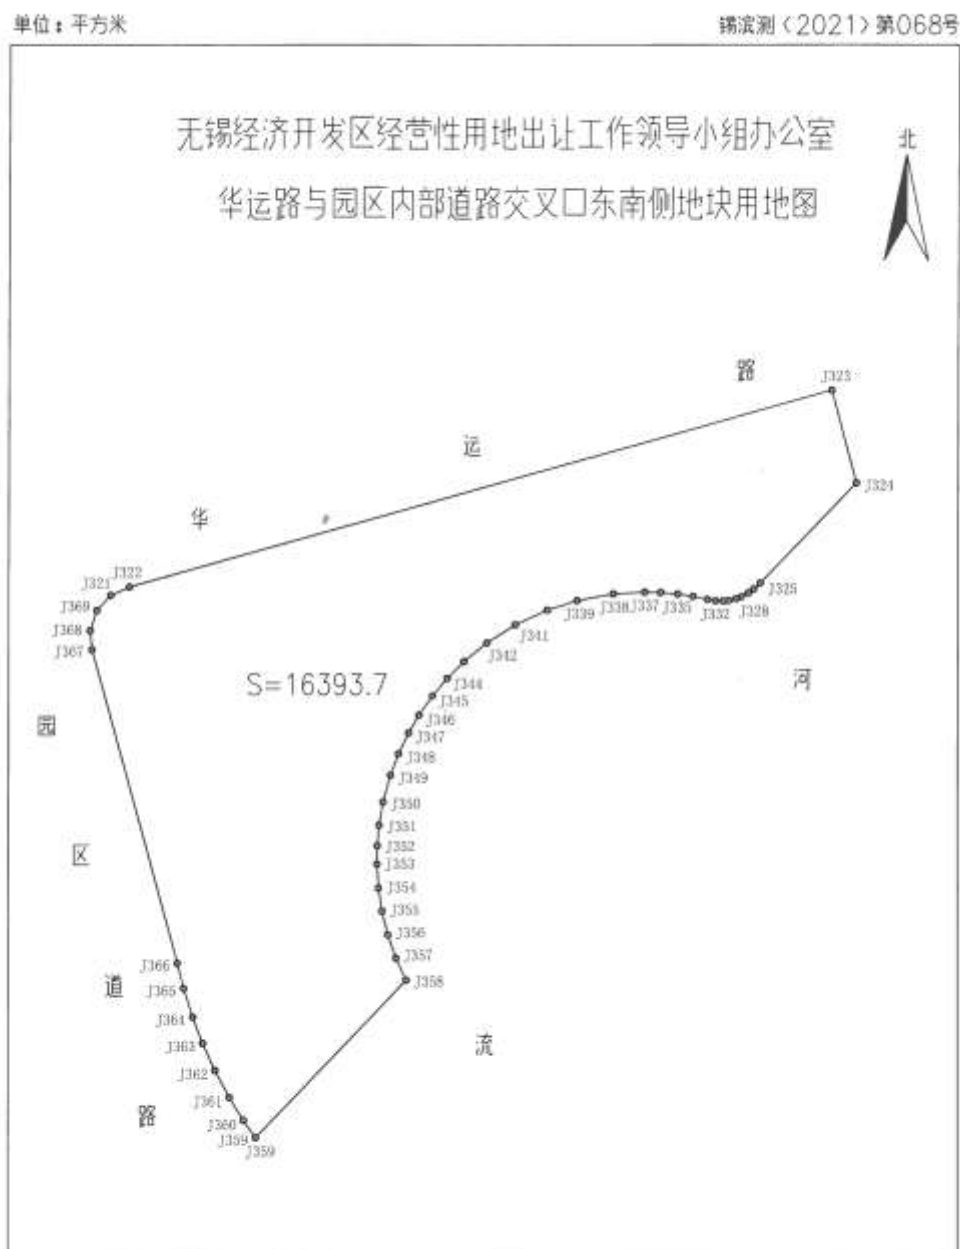 单位：平方米
锡滨测（2021）第068号
无锡经济开发区经营性用地出让工作领导小组办公室
华运路与园区内部道路交叉口东南侧地块用地图
北
华运路
J323
J324
J325
J328
J332
J335
J337
J338
J339
J341
J342
J344
J345
J346
J347
J348
J349
J350
J351
J352
J353
J354
J355
J356
J357
J358
J359
J359
J360
J361
J362
J363
J364
J365
J366
J367
J368
J369
J321
J322
S=16393.7
园区道路
河流